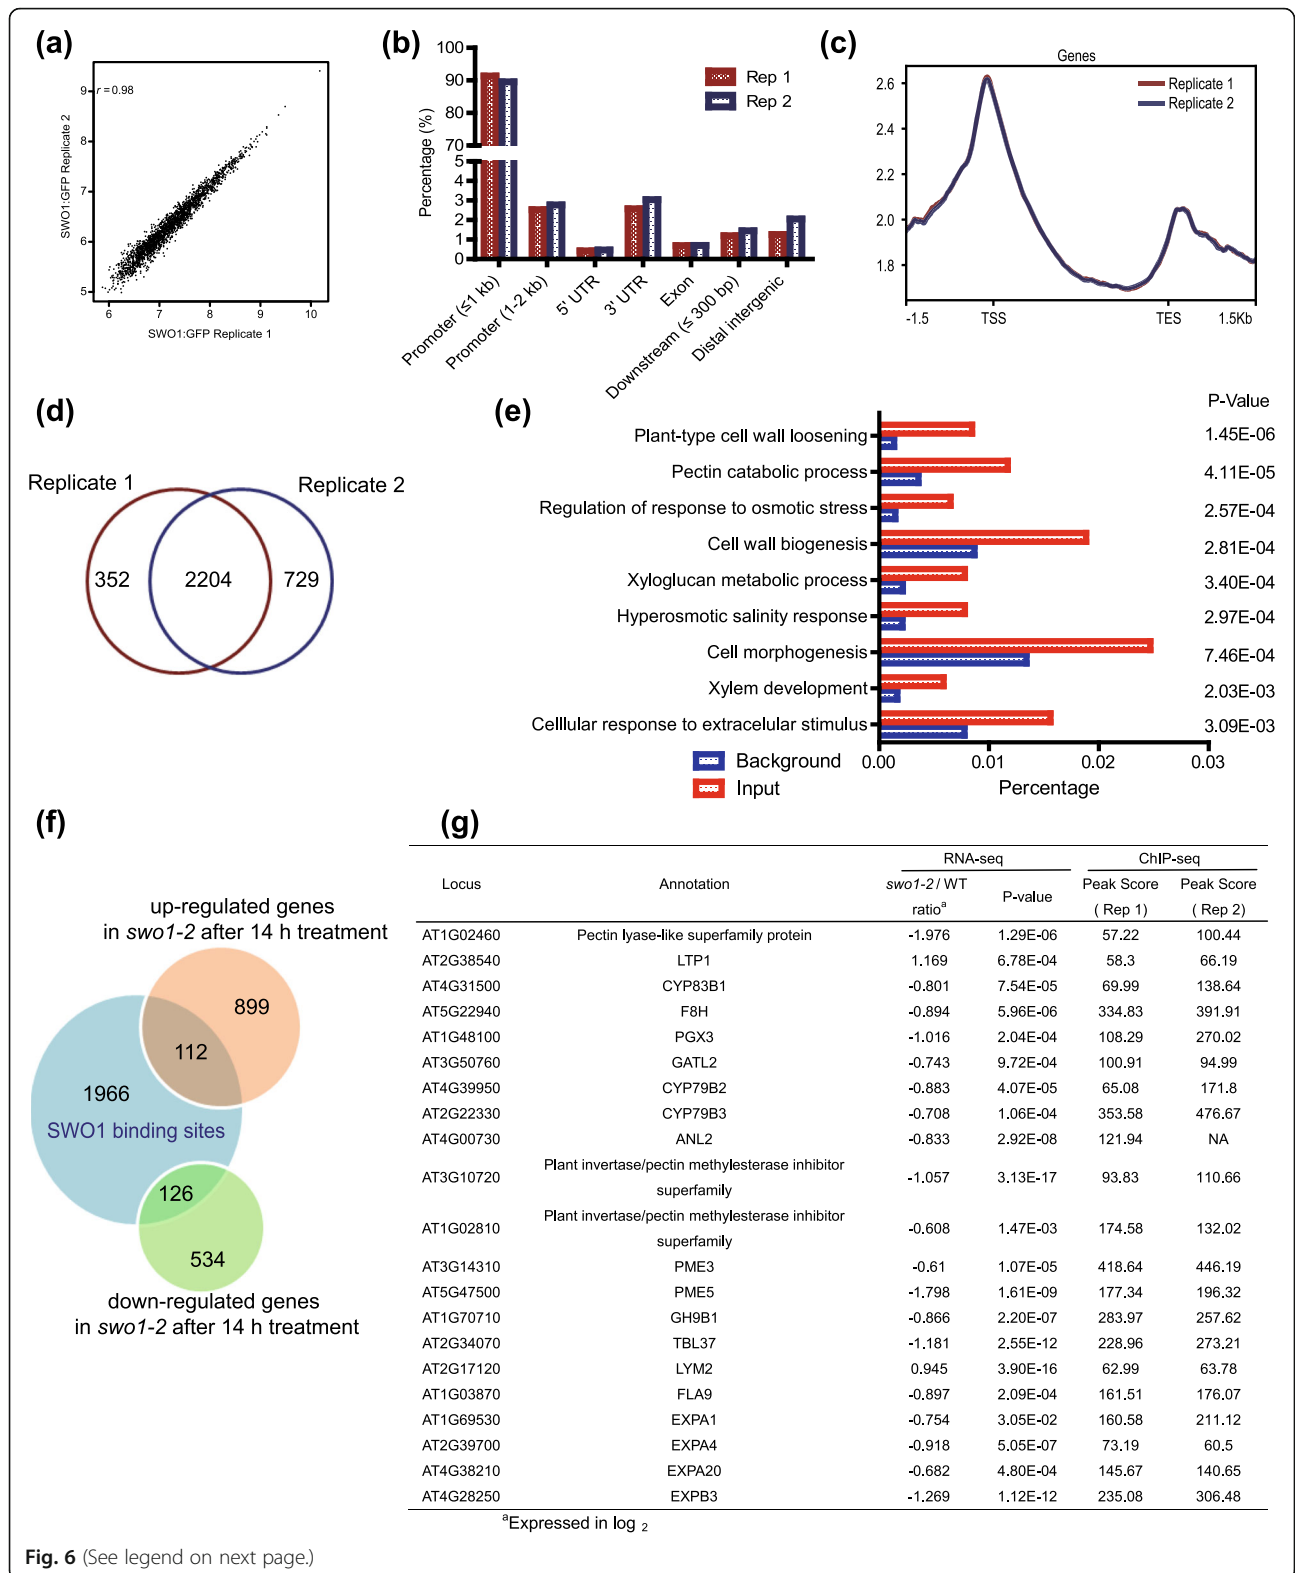 (a)
r = 0.98
9
8
7
6
5
SWO1:GFP Replicate 2
6 7 8 9 10
SWO1:GFP Replicate 1
(b)
Percentage (%)
100
90
80
70
5
4
3
2
1
0
Rep 1
Rep 2
Promoter (≤1 kb)
Promoter (1-2 kb)
5' UTR
3' UTR
Exon
Downstream (≤ 300 bp)
Distal intergenic
(c)
Genes
2.6
2.4
2.2
2.0
1.8
Replicate 1
Replicate 2
-1.5 TSS TES 1.5Kb
(d)
Replicate 1
Replicate 2
352 2204 729
(e)
P-Value
Plant-type cell wall loosening 1.45E-06
Pectin catabolic process 4.11E-05
Regulation of response to osmotic stress 2.57E-04
Cell wall biogenesis 2.81E-04
Xyloglucan metabolic process 3.40E-04
Hyperosmotic salinity response 2.97E-04
Cell morphogenesis 7.46E-04
Xylem development 2.03E-03
Celllular response to extracelular stimulus 3.09E-03
0.00 0.01 0.02 0.03
Percentage
Background
Input
(f)
up-regulated genes
in swo1-2 after 14 h treatment
899
112
1966
SWO1 binding sites
126
534
down-regulated genes
in swo1-2 after 14 h treatment
(g)
RNA-seq ChIP-seq
Locus Annotation swo1-2 / WT ratioᵃ P-value Peak Score ( Rep 1) Peak Score ( Rep 2)
AT1G02460 Pectin lyase-like superfamily protein -1.976 1.29E-06 57.22 100.44
AT2G38540 LTP1 1.169 6.78E-04 58.3 66.19
AT4G31500 CYP83B1 -0.801 7.54E-05 69.99 138.64
AT5G22940 F8H -0.894 5.96E-06 334.83 391.91
AT1G48100 PGX3 -1.016 2.04E-04 108.29 270.02
AT3G50760 GATL2 -0.743 9.72E-04 100.91 94.99
AT4G39950 CYP79B2 -0.883 4.07E-05 65.08 171.8
AT2G22330 CYP79B3 -0.708 1.06E-04 353.58 476.67
AT4G00730 ANL2 -0.833 2.92E-08 121.94 NA
AT3G10720 Plant invertase/pectin methylesterase inhibitor superfamily -1.057 3.13E-17 93.83 110.66
AT1G02810 Plant invertase/pectin methylesterase inhibitor superfamily -0.608 1.47E-03 174.58 132.02
AT3G14310 PME3 -0.61 1.07E-05 418.64 446.19
AT5G47500 PME5 -1.798 1.61E-09 177.34 196.32
AT1G70710 GH9B1 -0.866 2.20E-07 283.97 257.62
AT2G34070 TBL37 -1.181 2.55E-12 228.96 273.21
AT2G17120 LYM2 0.945 3.90E-16 62.99 63.78
AT1G03870 FLA9 -0.897 2.09E-04 161.51 176.07
AT1G69530 EXPA1 -0.754 3.05E-02 160.58 211.12
AT2G39700 EXPA4 -0.918 5.05E-07 73.19 60.5
AT4G38210 EXPA20 -0.682 4.80E-04 145.67 140.65
AT4G28250 EXPB3 -1.269 1.12E-12 235.08 306.48
ᵃExpressed in log ₂
Fig. 6 (See legend on next page.)